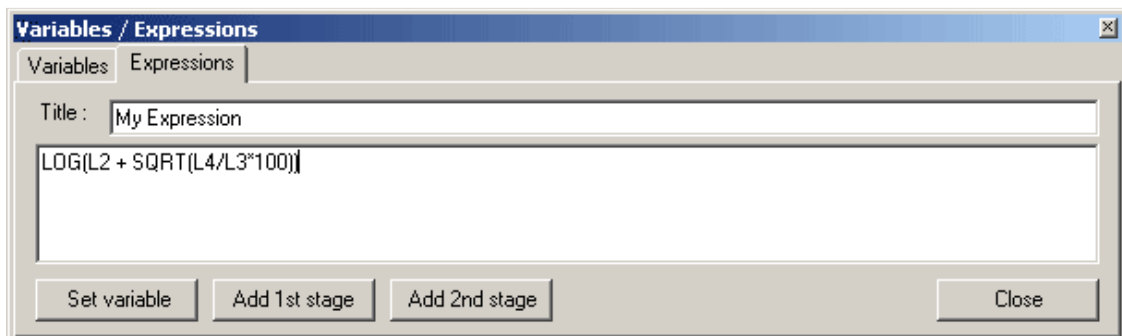 Variables / Expressions
Variables Expressions
Title : My Expression
LOG(L2 + SQRT(L4/L3*100))
Set variable Add 1st stage Add 2nd stage Close